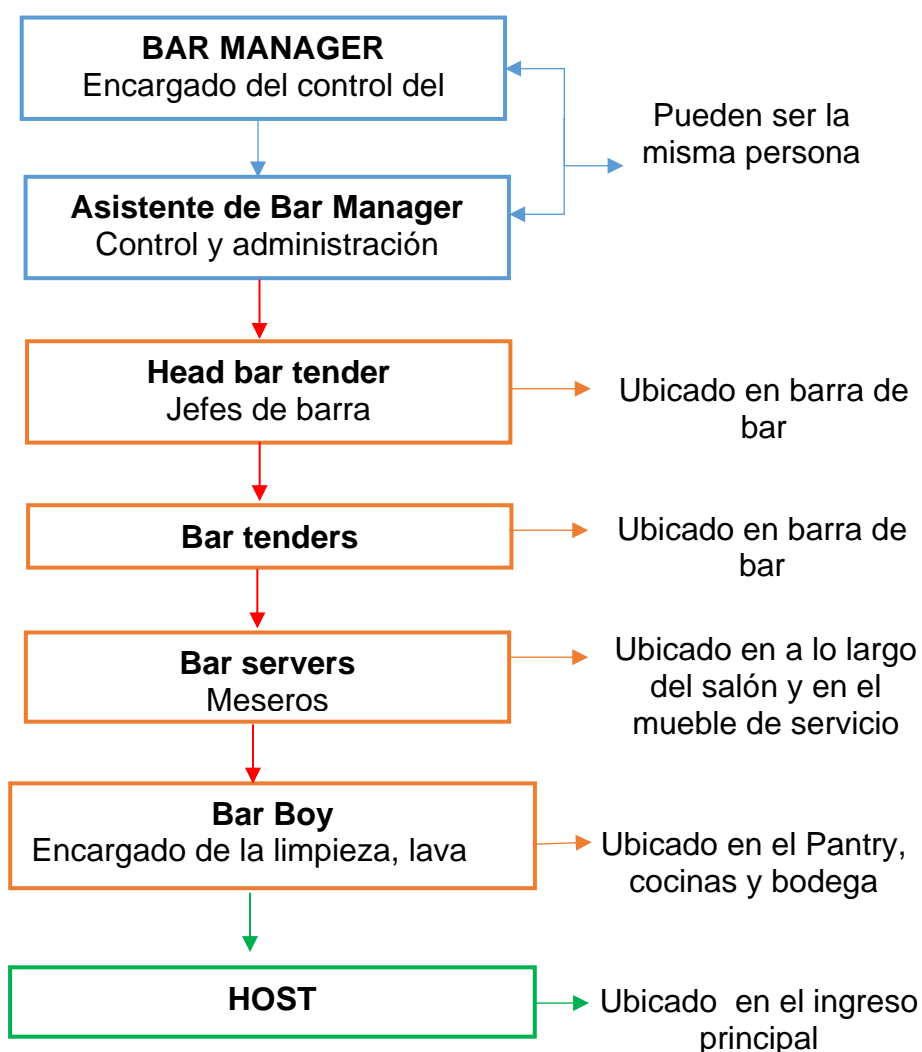 BAR MANAGER
Encargado del control del
Pueden ser la
misma persona
Asistente de Bar Manager
Control y administración
Head bar tender
Jefes de barra
Ubicado en barra de
bar
Bar tenders
Ubicado en barra de
bar
Bar servers
Meseros
Ubicado en a lo largo
del salón y en el
mueble de servicio
Bar Boy
Encargado de la limpieza, lava
Ubicado en el Pantry,
cocinas y bodega
HOST
Ubicado en el ingreso
principal